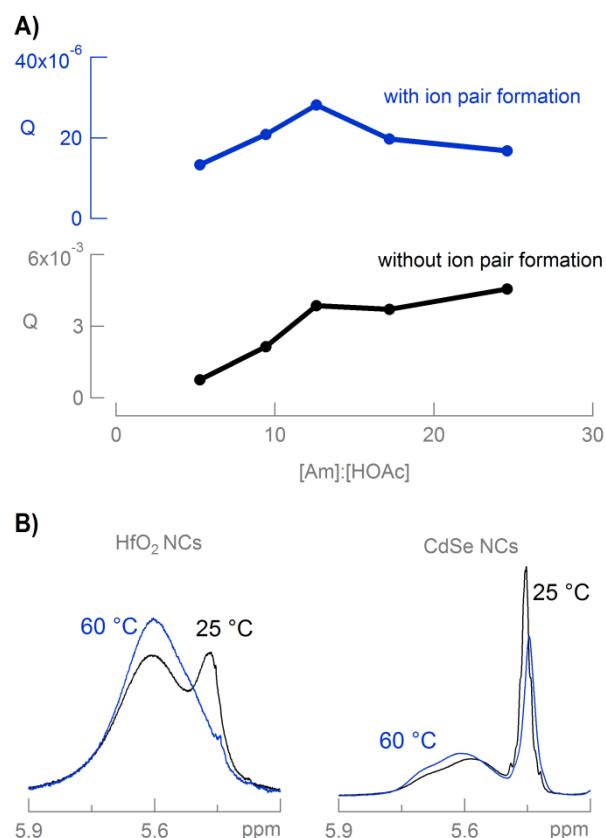 A)
40x10⁻⁶
Q
20
0
with ion pair formation
6x10⁻³
Q
3
0
without ion pair formation
0
10
20
30
[Am]:[HOAc]
B)
HfO₂ NCs
CdSe NCs
60 °C
25 °C
25 °C
60 °C
5.9
5.6
ppm
5.9
5.6
ppm